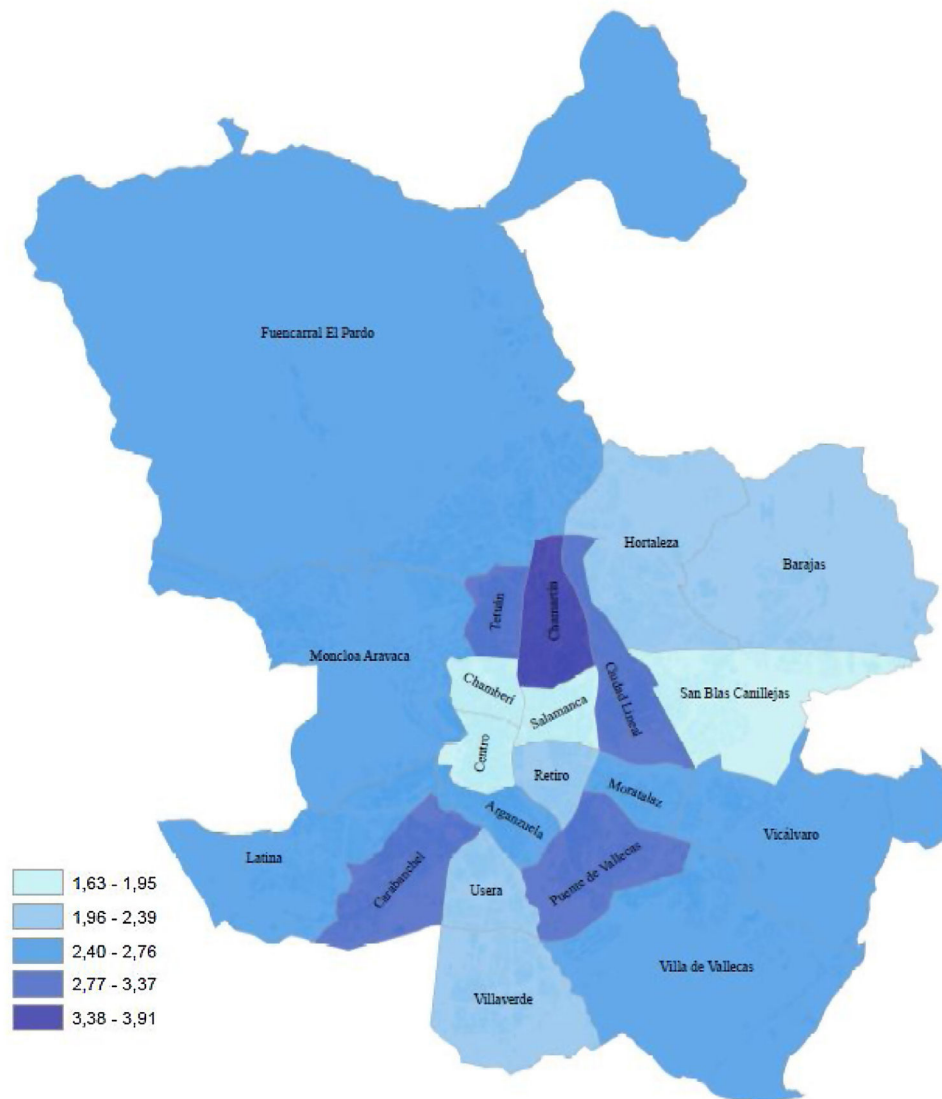 Fuencarral El Pardo
Hortaleza
Barajas
Tetuán
Chamartín
Moncloa Aravaca
Chamberí
Salamanca
Ciudad Lineal
San Blas Canillejas
Centro
Retiro
Moratalaz
Arganzuela
Vicálvaro
Latina
Carabanchel
Usera
Puente de Vallecas
Villa de Vallecas
Villaverde
1,63 - 1,95
1,96 - 2,39
2,40 - 2,76
2,77 - 3,37
3,38 - 3,91